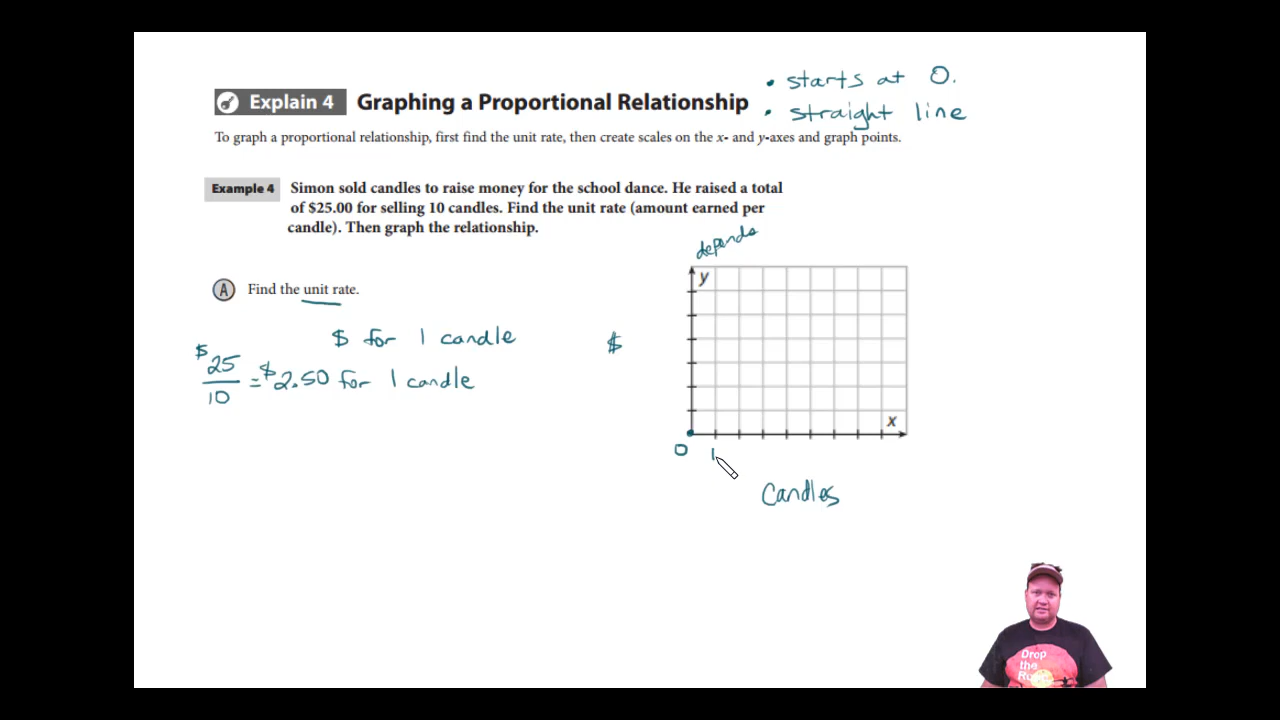 • starts at 0.
Explain 4 Graphing a Proportional Relationship
• straight line
To graph a proportional relationship, first find the unit rate, then create scales on the x- and y-axes and graph points.
Example 4 Simon sold candles to raise money for the school dance. He raised a total
of $25.00 for selling 10 candles. Find the unit rate (amount earned per
candle). Then graph the relationship.
depends
y
A Find the unit rate.
$ for 1 candle
$
$25/10 = $2.50 for 1 candle
x
0 1
Candles
Drop
the